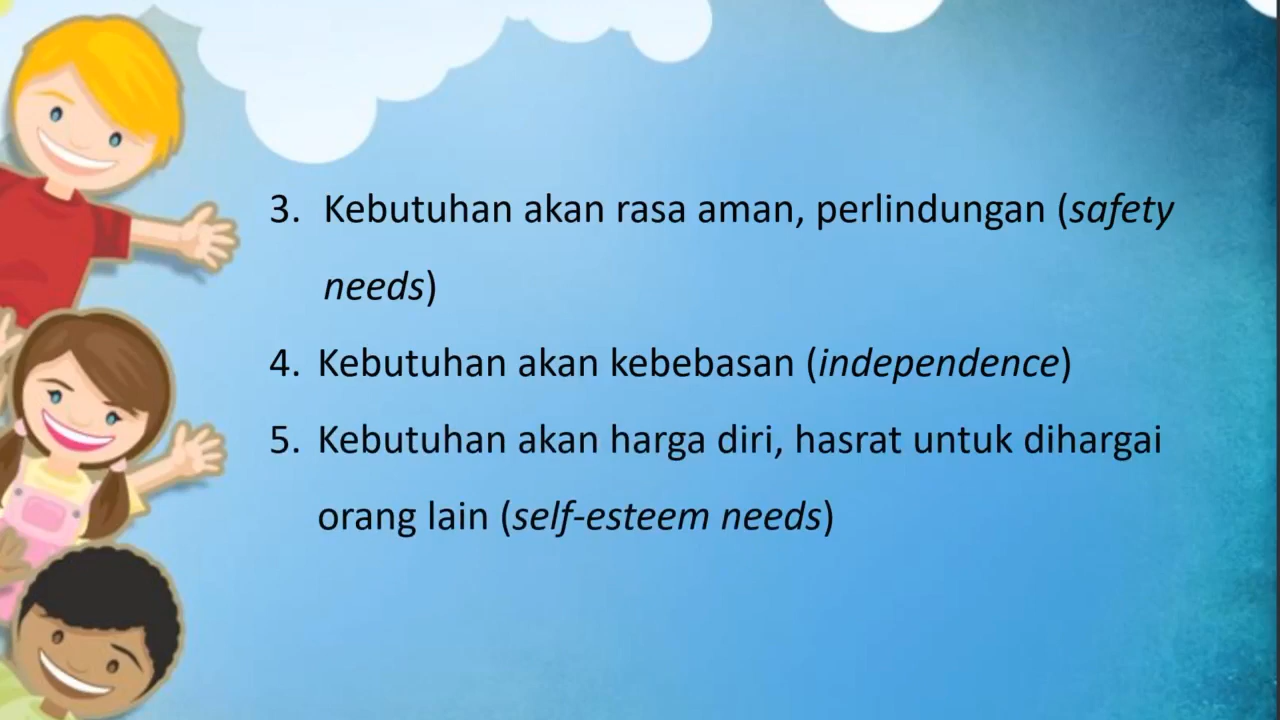 3. Kebutuhan akan rasa aman, perlindungan (safety
needs)
4. Kebutuhan akan kebebasan (independence)
5. Kebutuhan akan harga diri, hasrat untuk dihargai
orang lain (self-esteem needs)